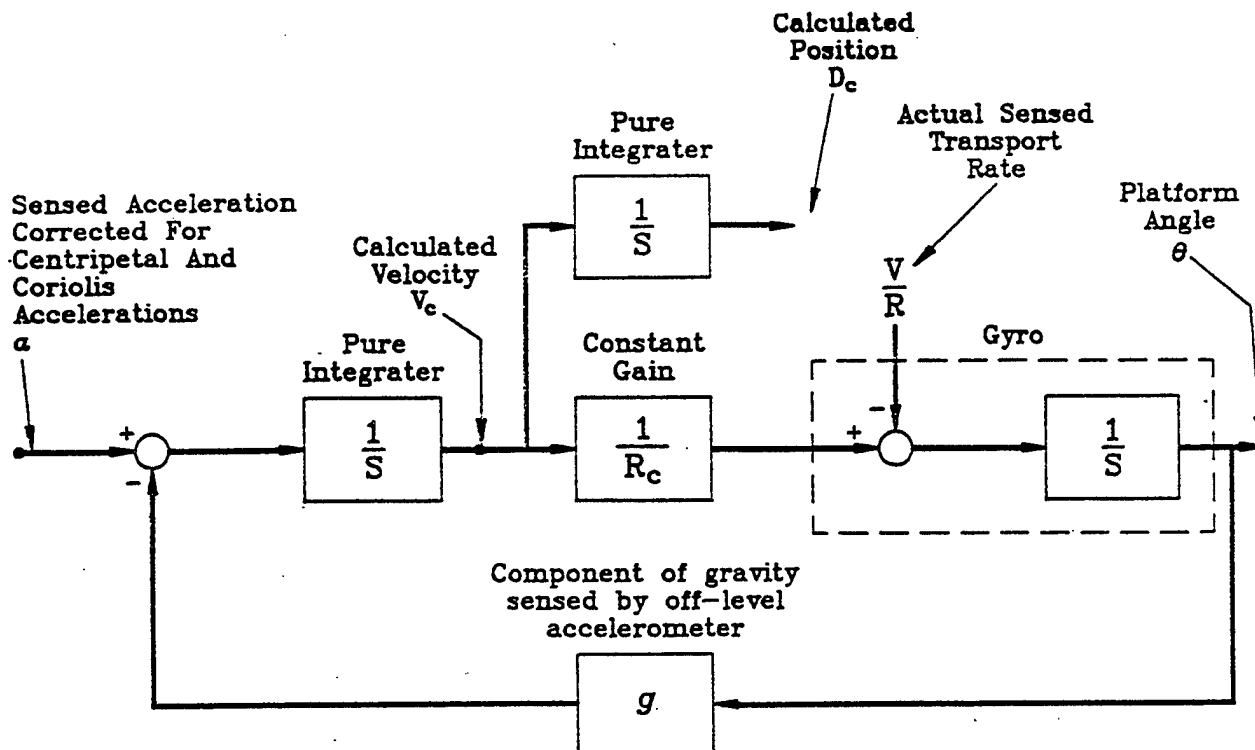 Calculated
Position
D_c
Actual Sensed
Transport
Rate
Pure
Integrater
1
S
Platform
Angle
θ
Sensed Acceleration
Corrected For
Centripetal And
Coriolis
Accelerations
a
Calculated
Velocity
V_c
V
R
Pure
Integrater
Constant
Gain
Gyro
+
-
1
S
1
R_c
+
-
1
S
Component of gravity
sensed by off-level
accelerometer
g